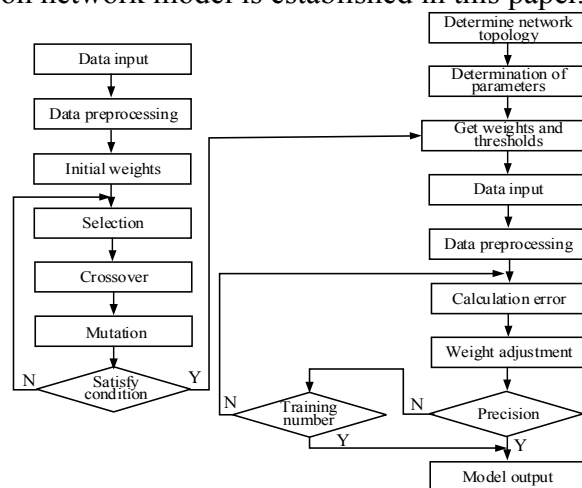 on network model is established in this paper.
Data input
Data preprocessing
Initial weights
Selection
Crossover
Mutation
N
Satisfy
condition
Y
Determine network
topology
Determination of
parameters
Get weights and
thresholds
Data input
Data preprocessing
Calculation error
Weight adjustment
N
Training
number
N
Precision
Y
Y
Model output